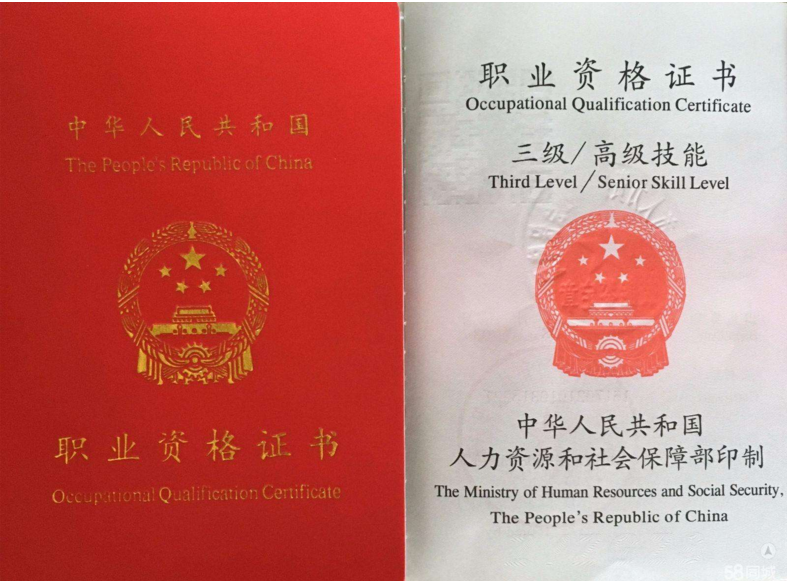 中华人民共和国
The People's Republic of China
职业资格证书
Occupational Qualification Certificate
职业资格证书
Occupational Qualification Certificate
三级/高级技能
Third Level/Senior Skill Level
中华人民共和国
人力资源和社会保障部印制
The Ministry of Human Resources and Social Security,
The People's Republic of China
58同城